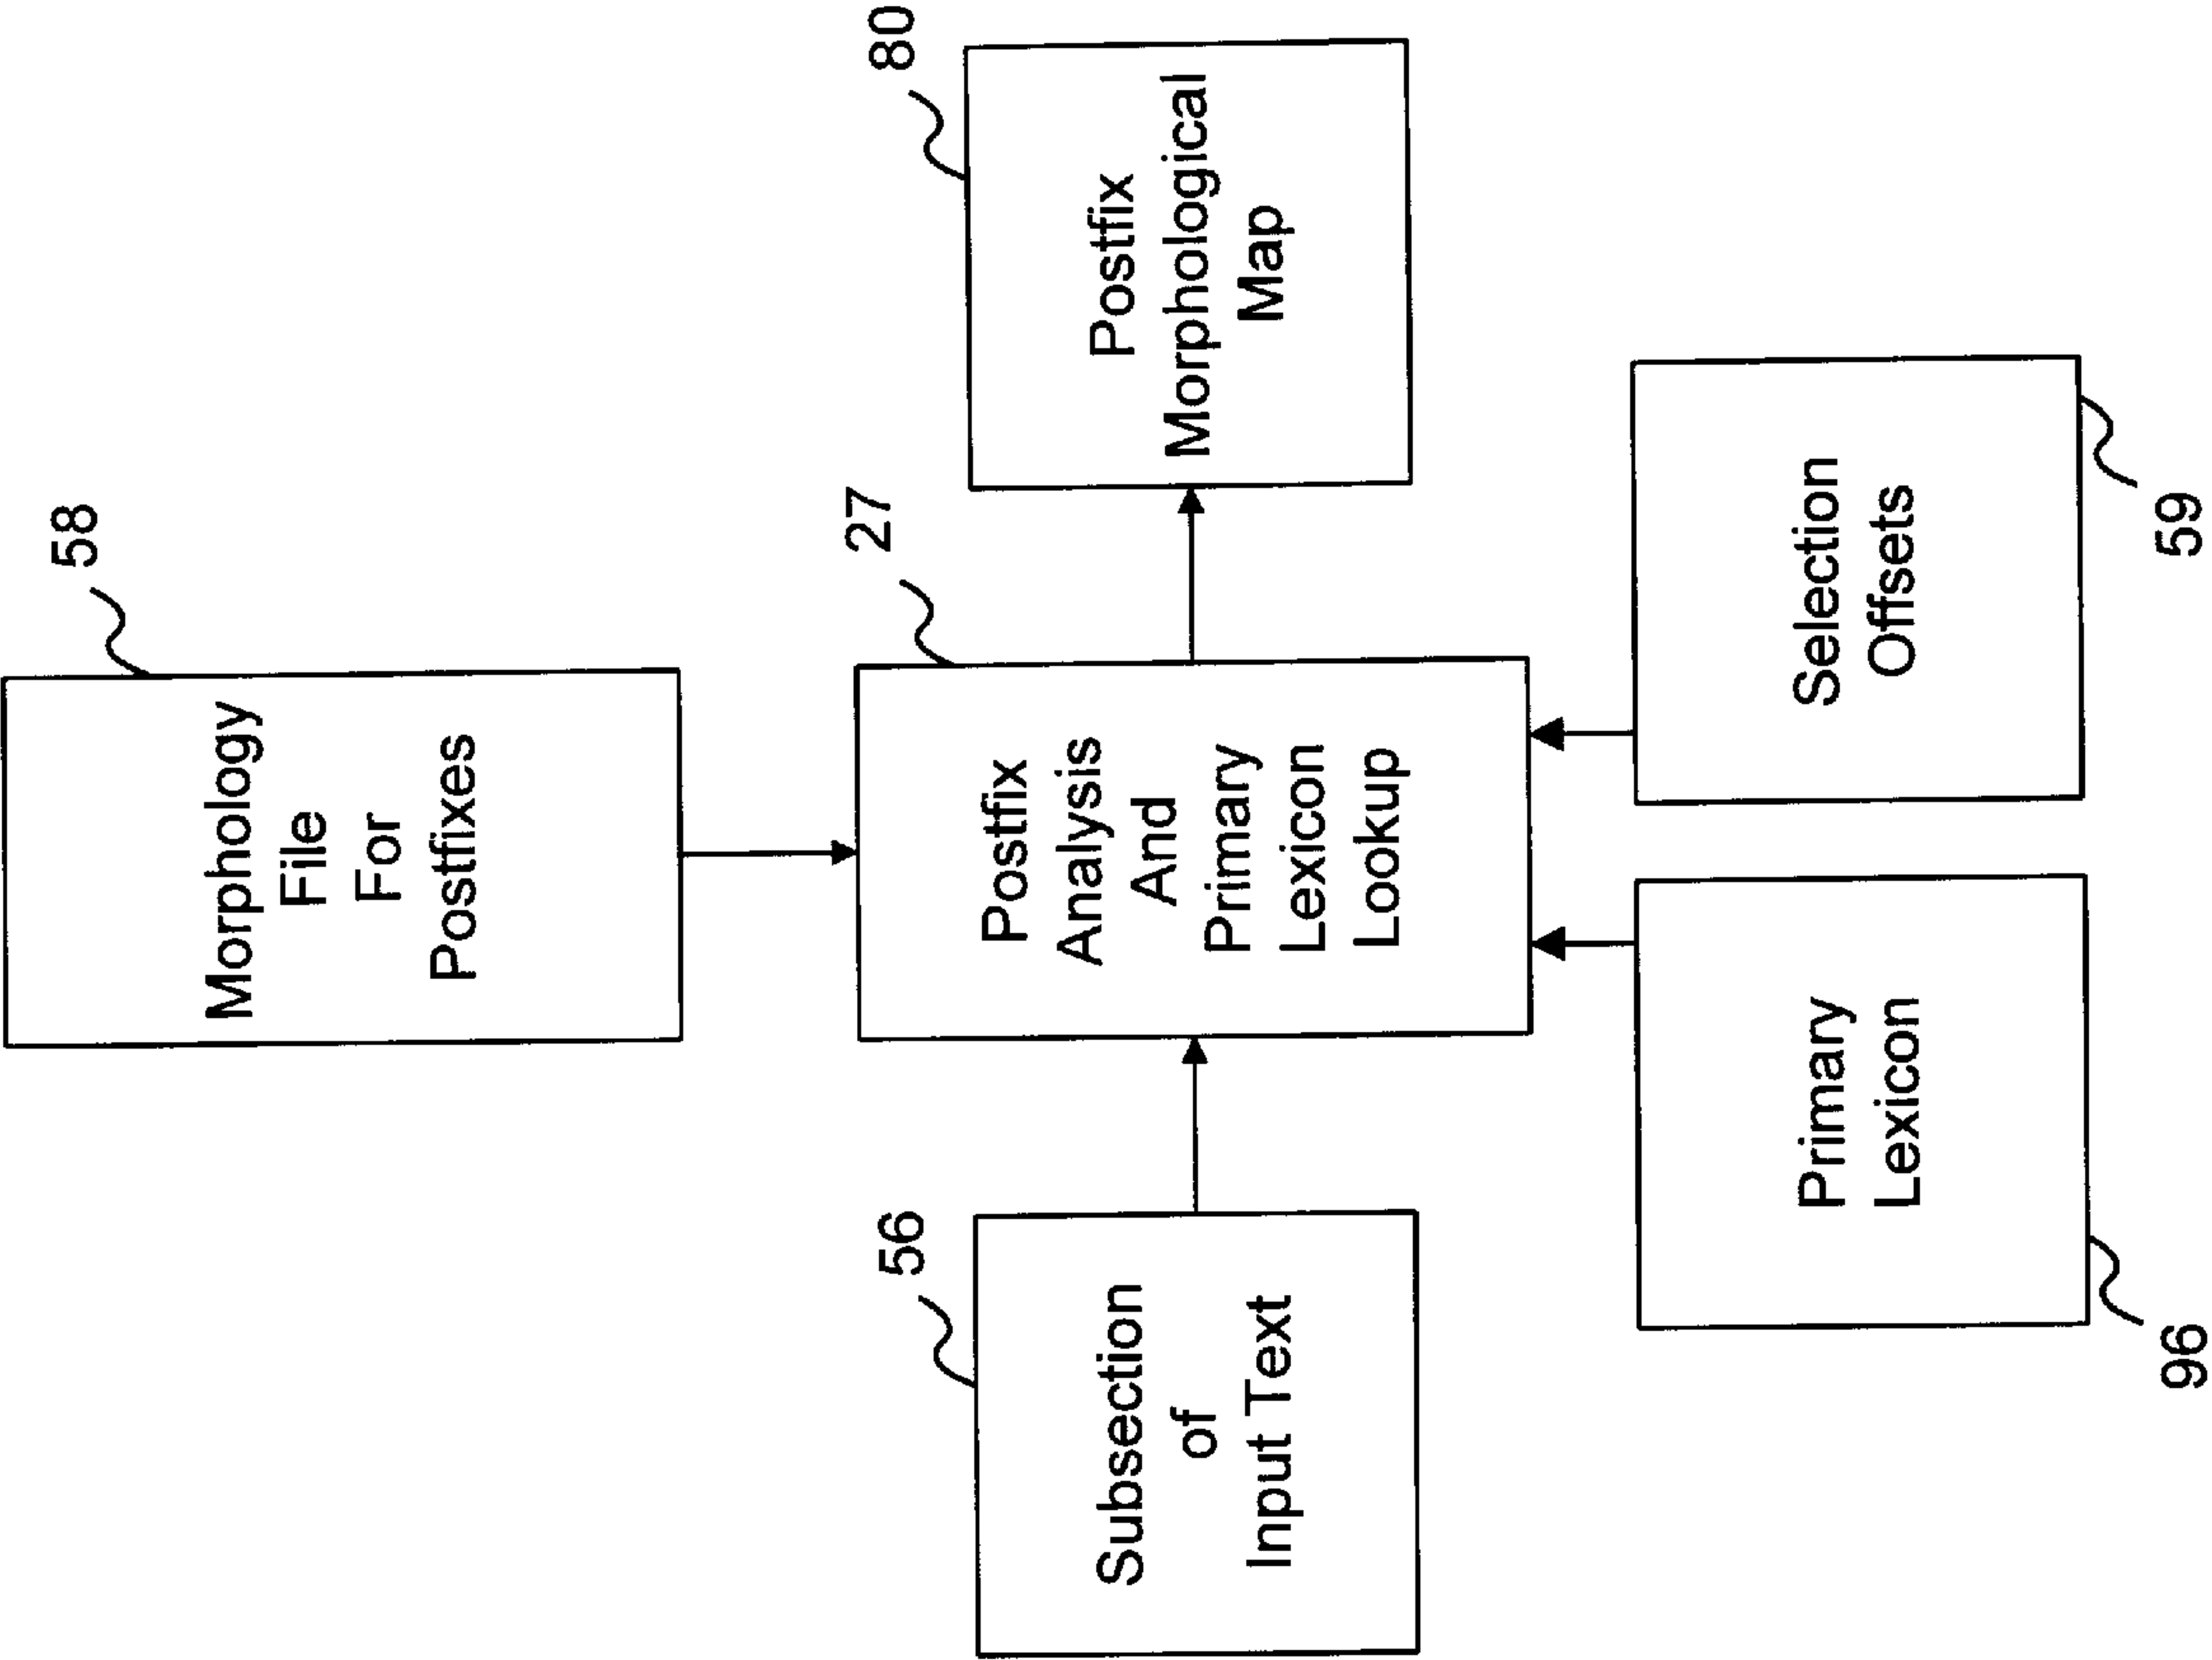 58
Morphology
File
For
Postfixes
56
Subsection
of
Input Text
27
Postfix
Analysis
And
Primary
Lexicon
Lookup
80
Postfix
Morphological
Map
Primary
Lexicon
96
Selection
Offsets
59